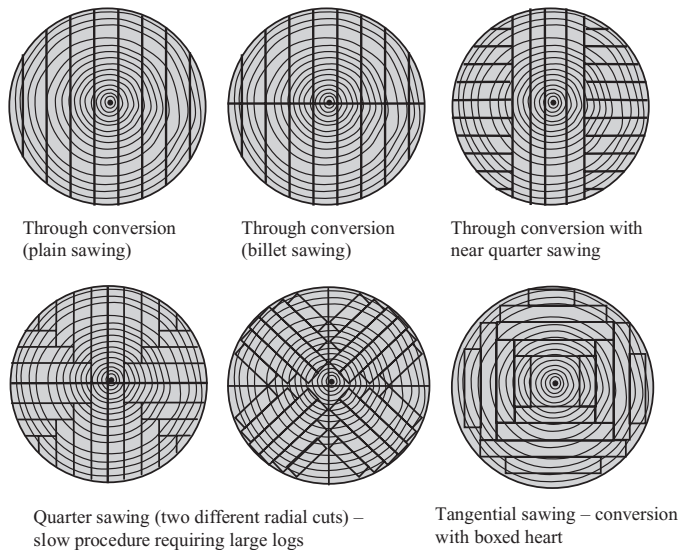 Through conversion
(plain sawing)
Through conversion
(billet sawing)
Through conversion with
near quarter sawing
Quarter sawing (two different radial cuts) –
slow procedure requiring large logs
Tangential sawing – conversion
with boxed heart